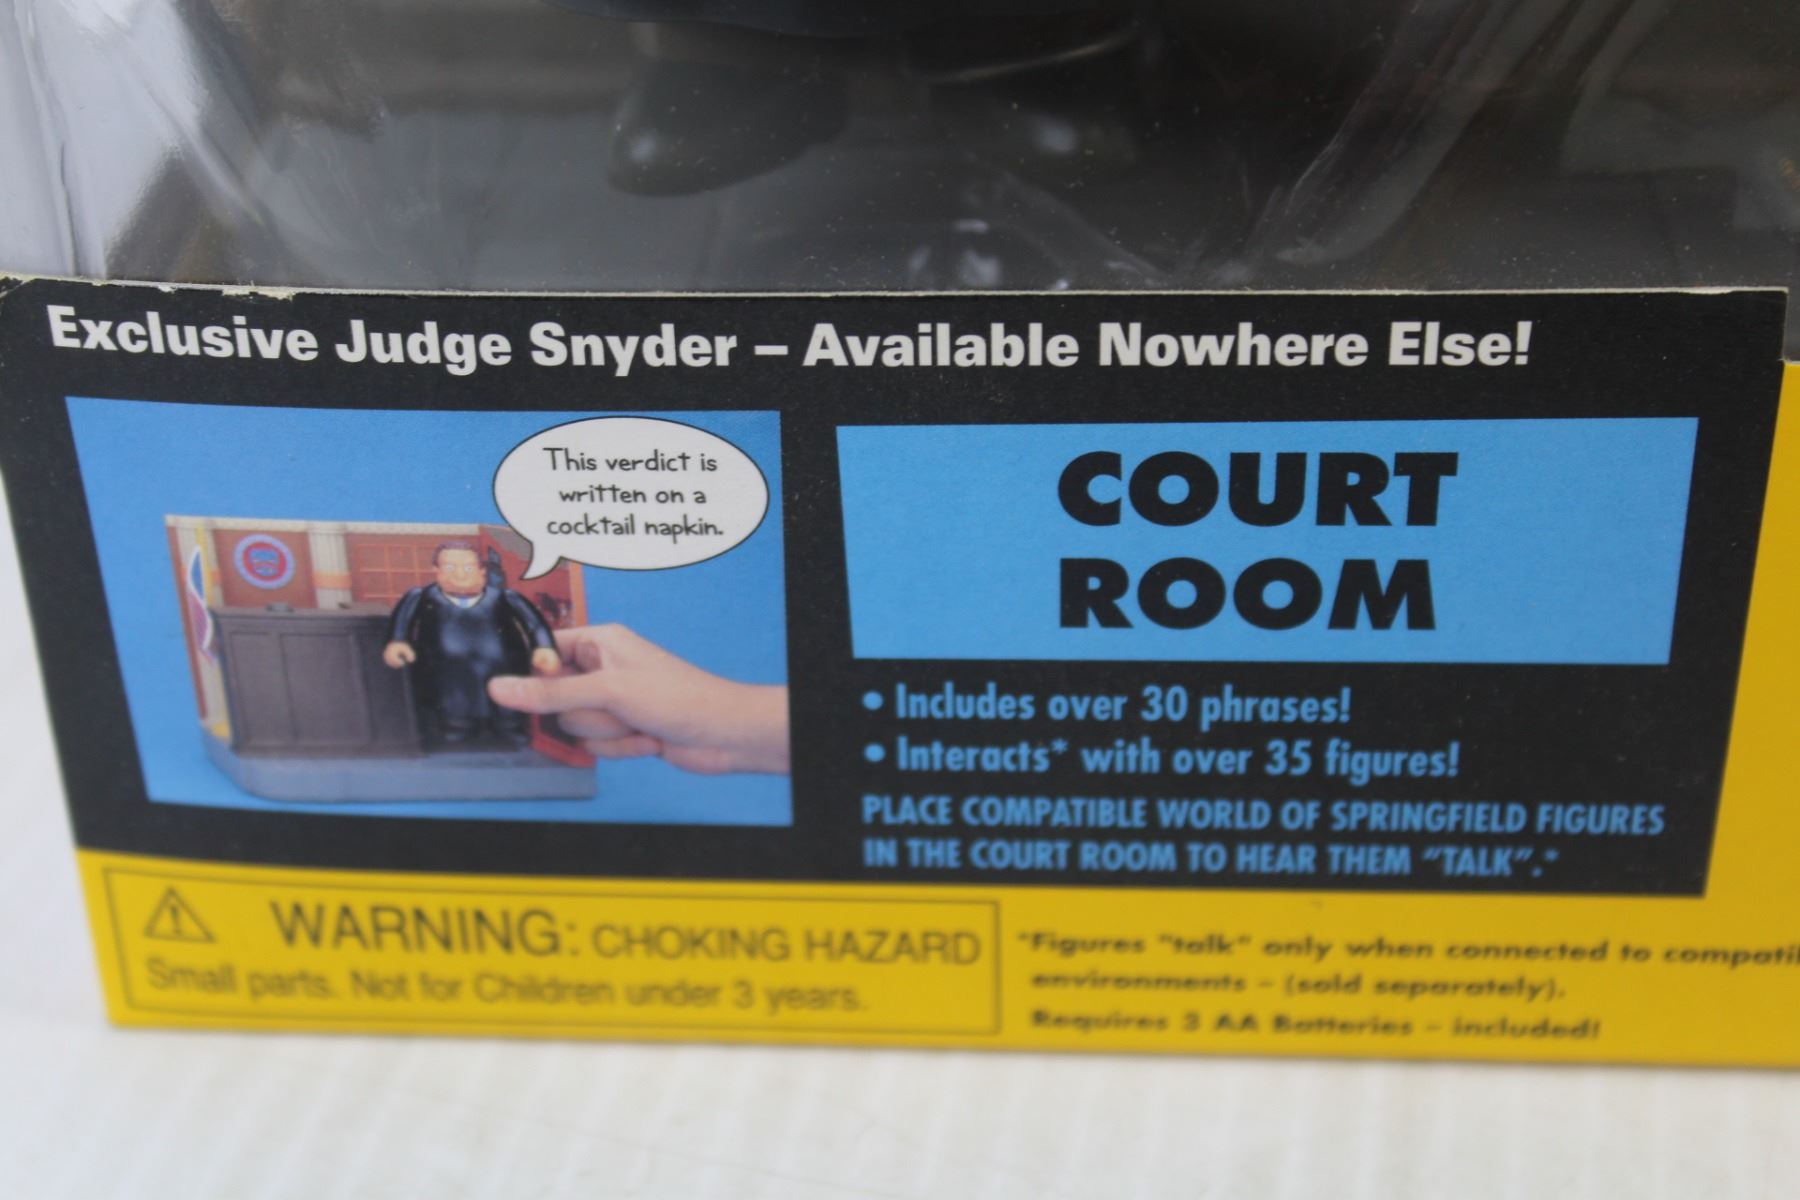 Exclusive Judge Snyder – Available Nowhere Else!
This verdict is
written on a
cocktail napkin.
COURT
ROOM
• Includes over 30 phrases!
• Interacts* with over 35 figures!
PLACE COMPATIBLE WORLD OF SPRINGFIELD FIGURES
IN THE COURT ROOM TO HEAR THEM “TALK”.*
WARNING: CHOKING HAZARD
Small parts. Not for Children under 3 years.
*Figures "talk" only when connected to
environments – (sold separately).
Requires 3 AA Batteries – included!